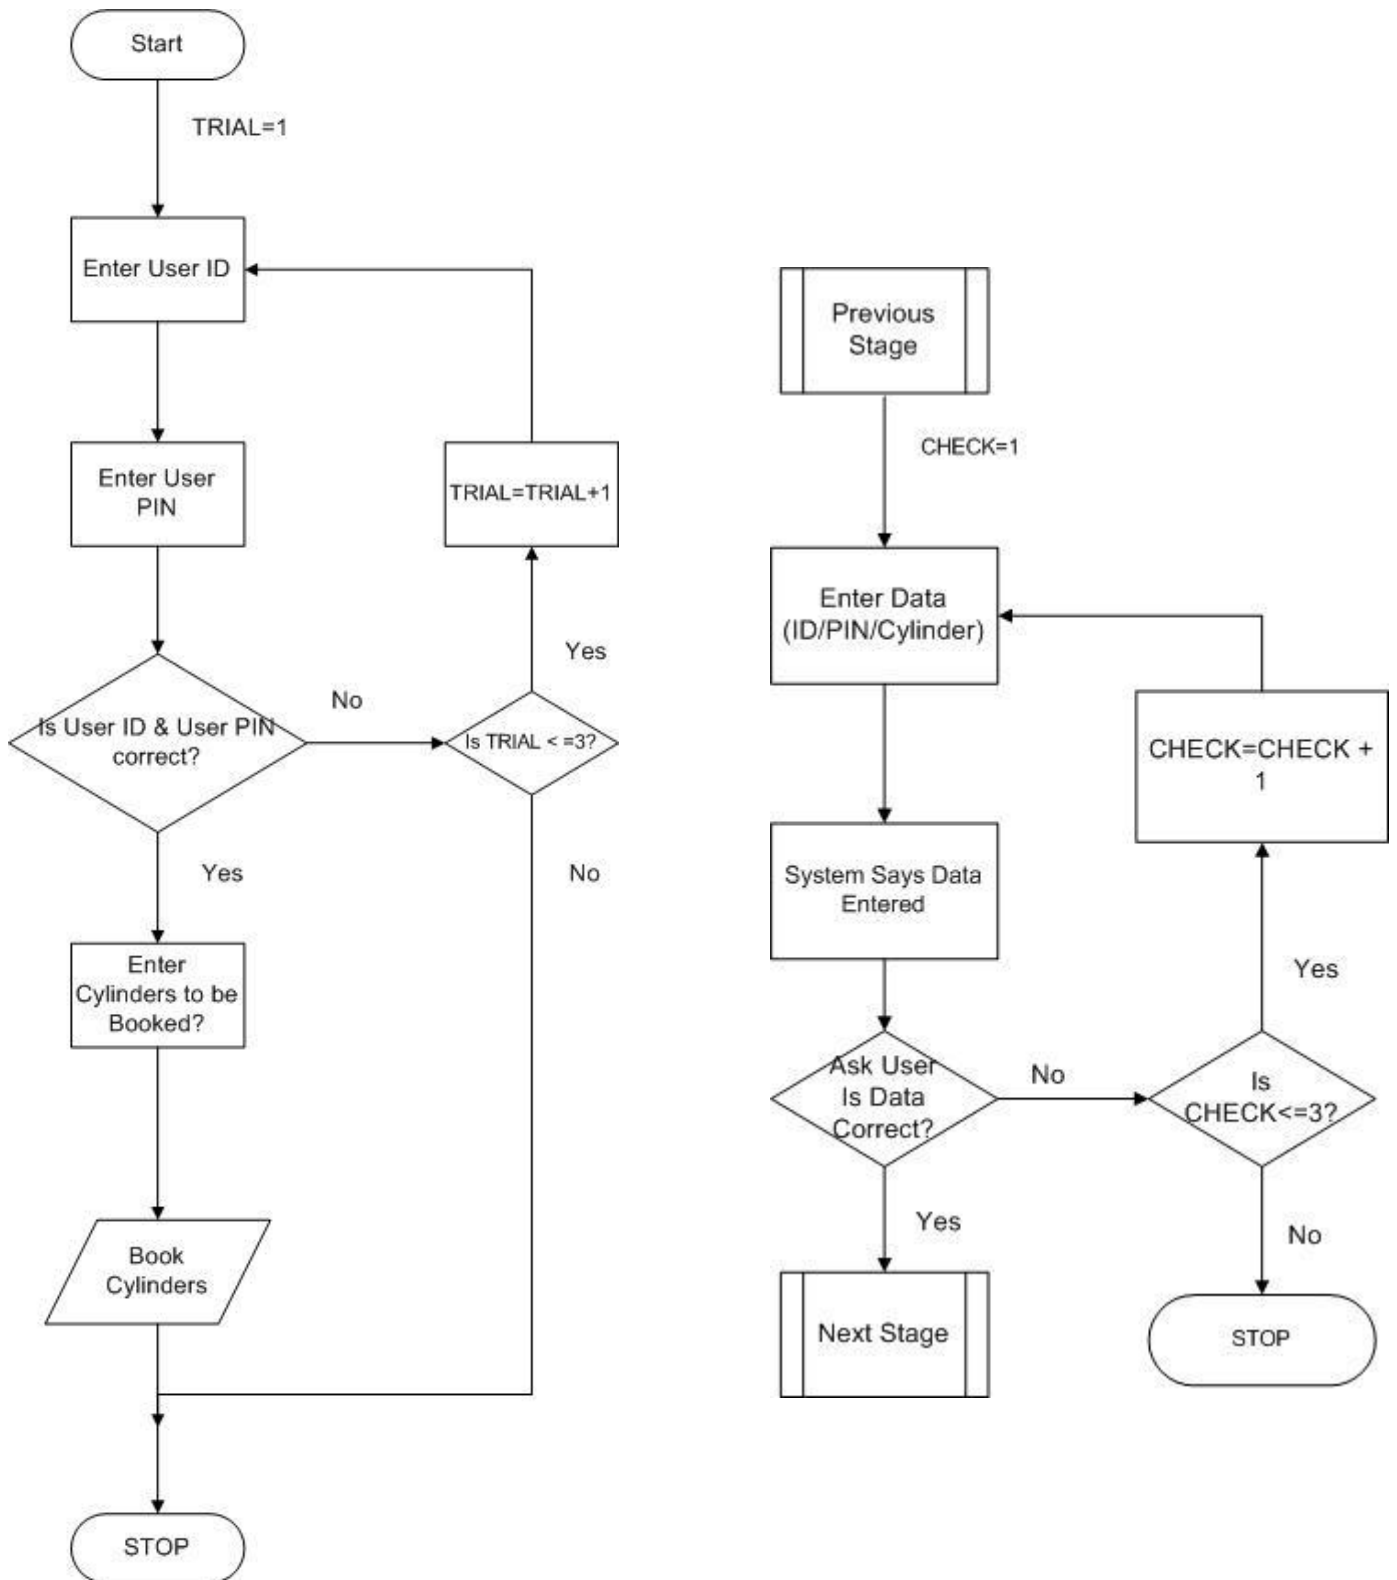 Start
TRIAL=1
Enter User ID
Enter User
PIN
TRIAL=TRIAL+1
Yes
Is User ID & User PIN
correct?
No
Is TRIAL < =3?
Yes
No
Enter
Cylinders to be
Booked?
Book
Cylinders
STOP
Previous
Stage
CHECK=1
Enter Data
(ID/PIN/Cylinder)
CHECK=CHECK +
1
System Says Data
Entered
Yes
Ask User
Is Data
Correct?
No
Is
CHECK<=3?
Yes
No
Next Stage
STOP